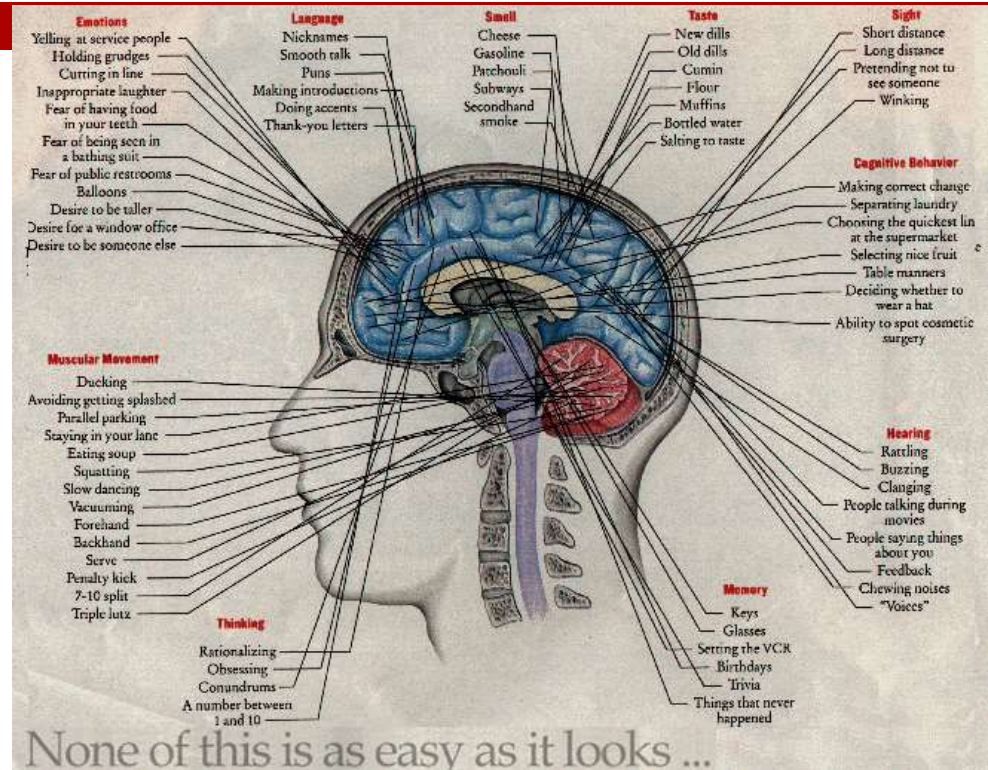 Emotions
Yelling at service people
Holding grudges
Cutting in line
Inappropriate laughter
Fear of having food
in your teeth
Fear of being seen in
a bathing suit
Fear of public restrooms
Balloons
Desire to be taller
Desire for a window office
Desire to be someone else
Language
Nicknames
Smooth talk
Puns
Making introductions
Doing accents
Thank-you letters
Smell
Cheese
Gasoline
Patchouli
Subways
Secondhand
smoke
Taste
New dills
Old dills
Cumin
Flour
Muffins
Bottled water
Salting to taste
Sight
Short distance
Long distance
Pretending not to
see someone
Winking
Cognitive Behavior
Making correct change
Separating laundry
Choosing the quickest lin
e
at the supermarket
Selecting nice fruit
Table manners
Deciding whether to
wear a hat
Ability to spot cosmetic
surgery
Muscular Movement
Ducking
Avoiding getting splashed
Parallel parking
Staying in your lane
Eating soup
Squatting
Slow dancing
Vacuuming
Forehand
Backhand
Serve
Penalty kick
7-10 split
Triple lutz
Hearing
Rattling
Buzzing
Clanging
People talking during
movies
People saying things
about you
Feedback
Chewing noises
"Voices"
Thinking
Rationalizing
Obsessing
Conundrums
A number between
1 and 10
Memory
Keys
Glasses
Setting the VCR
Birthdays
Trivia
Things that never
happened
None of this is as easy as it looks ...